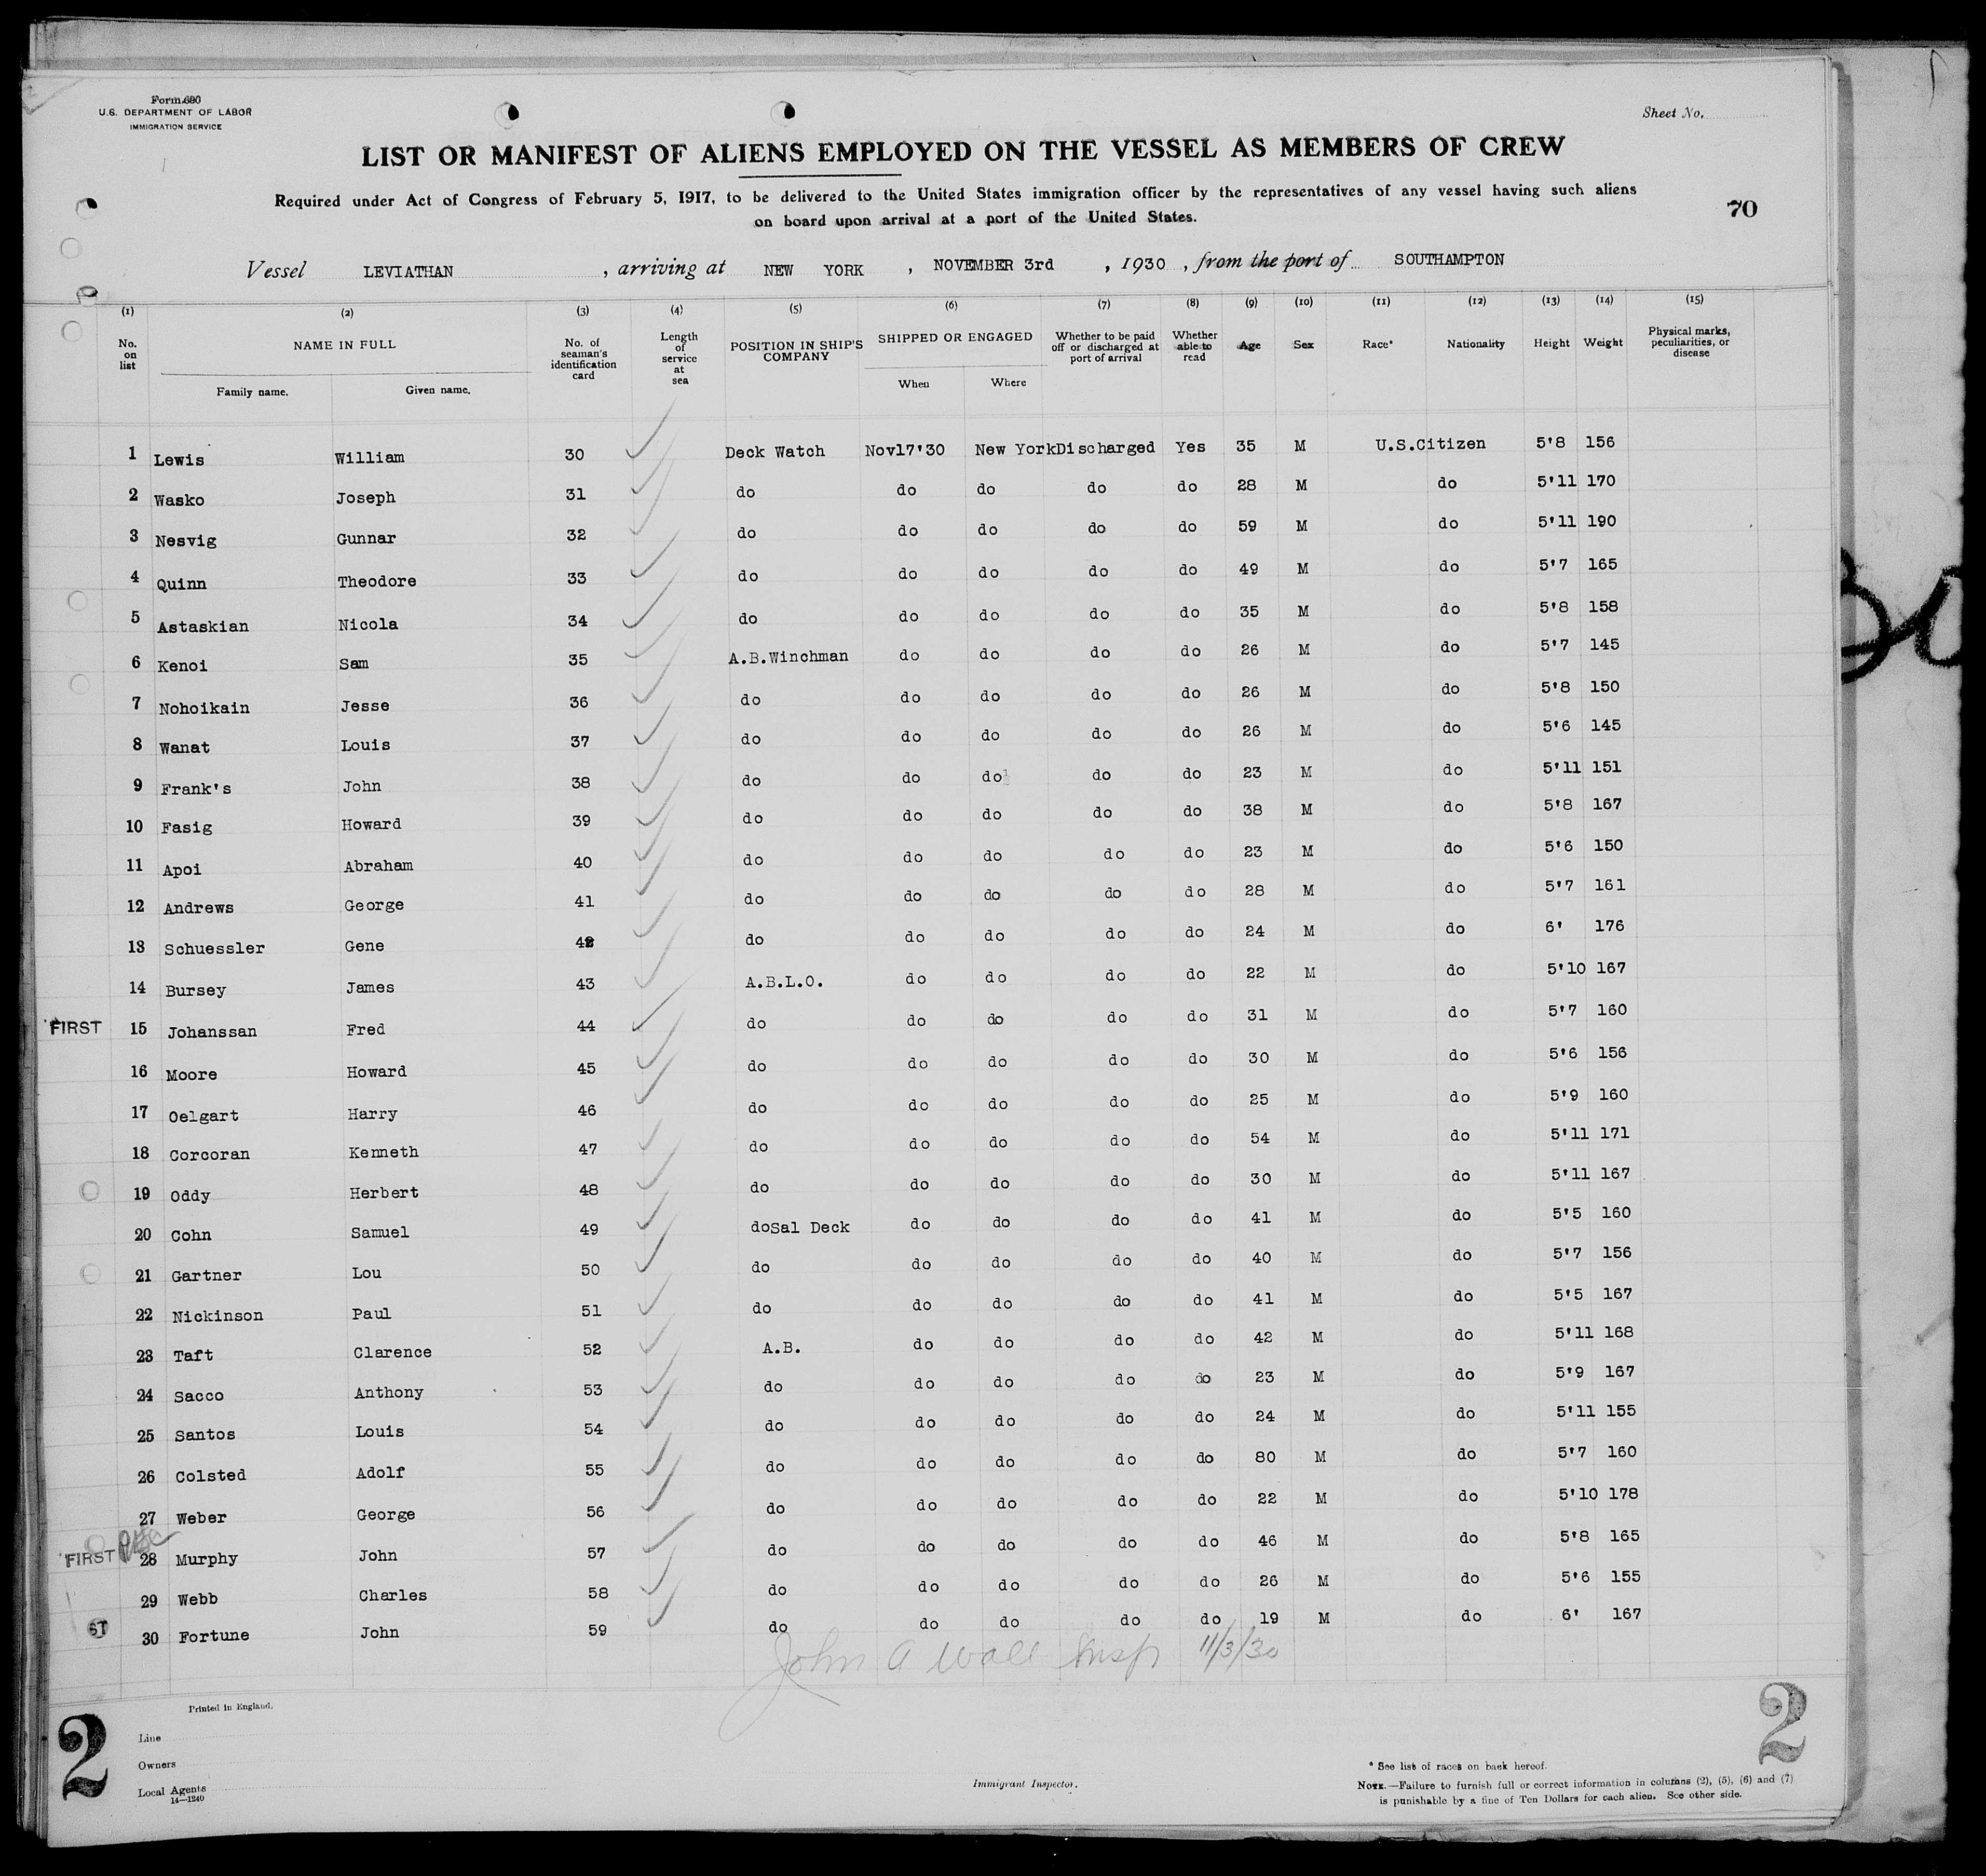 Form 680
U.S. DEPARTMENT OF LABOR
IMMIGRATION SERVICE
Sheet No.
LIST OR MANIFEST OF ALIENS EMPLOYED ON THE VESSEL AS MEMBERS OF CREW
Required under Act of Congress of February 5, 1917, to be delivered to the United States immigration officer by the representatives of any vessel having such aliens
on board upon arrival at a port of the United States.
70
Vessel LEVIATHAN , arriving at NEW YORK , NOVEMBER 3rd , 1930 , from the port of SOUTHAMPTON
(1) (2) (3) (4) (5) (6) (7) (8) (9) (10) (11) (12) (13) (14) (15)
No. on list NAME IN FULL Family name. Given name. No. of seaman's identification card Length of service at sea POSITION IN SHIP'S COMPANY SHIPPED OR ENGAGED When Where Whether to be paid off or discharged at port of arrival Whether able to read Age Sex Race* Nationality Height Weight Physical marks, peculiarities, or disease
1 Lewis William 30 Deck Watch Nov17'30 New York Discharged Yes 35 M U.S.Citizen 5'8 156
2 Wasko Joseph 31 do do do do do 28 M do 5'11 170
3 Nesvig Gunnar 32 do do do do do 59 M do 5'11 190
4 Quinn Theodore 33 do do do do do 49 M do 5'7 165
5 Astaskian Nicola 34 do do do do do 35 M do 5'8 158
6 Kenoi Sam 35 A.B.Winchman do do do do 26 M do 5'7 145
7 Nohoikain Jesse 36 do do do do do 26 M do 5'8 150
8 Wanat Louis 37 do do do do do 26 M do 5'6 145
9 Frank's John 38 do do do do do 23 M do 5'11 151
10 Fasig Howard 39 do do do do do 38 M do 5'8 167
11 Apoi Abraham 40 do do do do do 23 M do 5'6 150
12 Andrews George 41 do do do do do 28 M do 5'7 161
13 Schuessler Gene 42 do do do do do 24 M do 6' 176
14 Bursey James 43 A.B.L.O. do do do do 22 M do 5'10 167
FIRST 15 Johanssan Fred 44 do do do do do 31 M do 5'7 160
16 Moore Howard 45 do do do do do 30 M do 5'6 156
17 Oelgart Harry 46 do do do do do 25 M do 5'9 160
18 Corcoran Kenneth 47 do do do do do 54 M do 5'11 171
19 Oddy Herbert 48 do do do do do 30 M do 5'11 167
20 Cohn Samuel 49 doSal Deck do do do do 41 M do 5'5 160
21 Gartner Lou 50 do do do do do 40 M do 5'7 156
22 Nickinson Paul 51 do do do do do 41 M do 5'5 167
23 Taft Clarence 52 A.B. do do do do 42 M do 5'11 168
24 Sacco Anthony 53 do do do do do 23 M do 5'9 167
25 Santos Louis 54 do do do do do 24 M do 5'11 155
26 Colsted Adolf 55 do do do do do 80 M do 5'7 160
27 Weber George 56 do do do do do 22 M do 5'10 178
FIRST 28 Murphy John 57 do do do do do 46 M do 5'8 165
29 Webb Charles 58 do do do do do 26 M do 5'6 155
ST 30 Fortune John 59 do do do do do 19 M do 6' 167
John A Wall Insp 11/3/30
2
2
Printed in England.
Line
Owners
Local Agents
14—1240
Immigrant Inspector.
* See list of races on back hereof.
NOTE.—Failure to furnish full or correct information in columns (2), (5), (6) and (7)
is punishable by a fine of Ten Dollars for each alien. See other side.